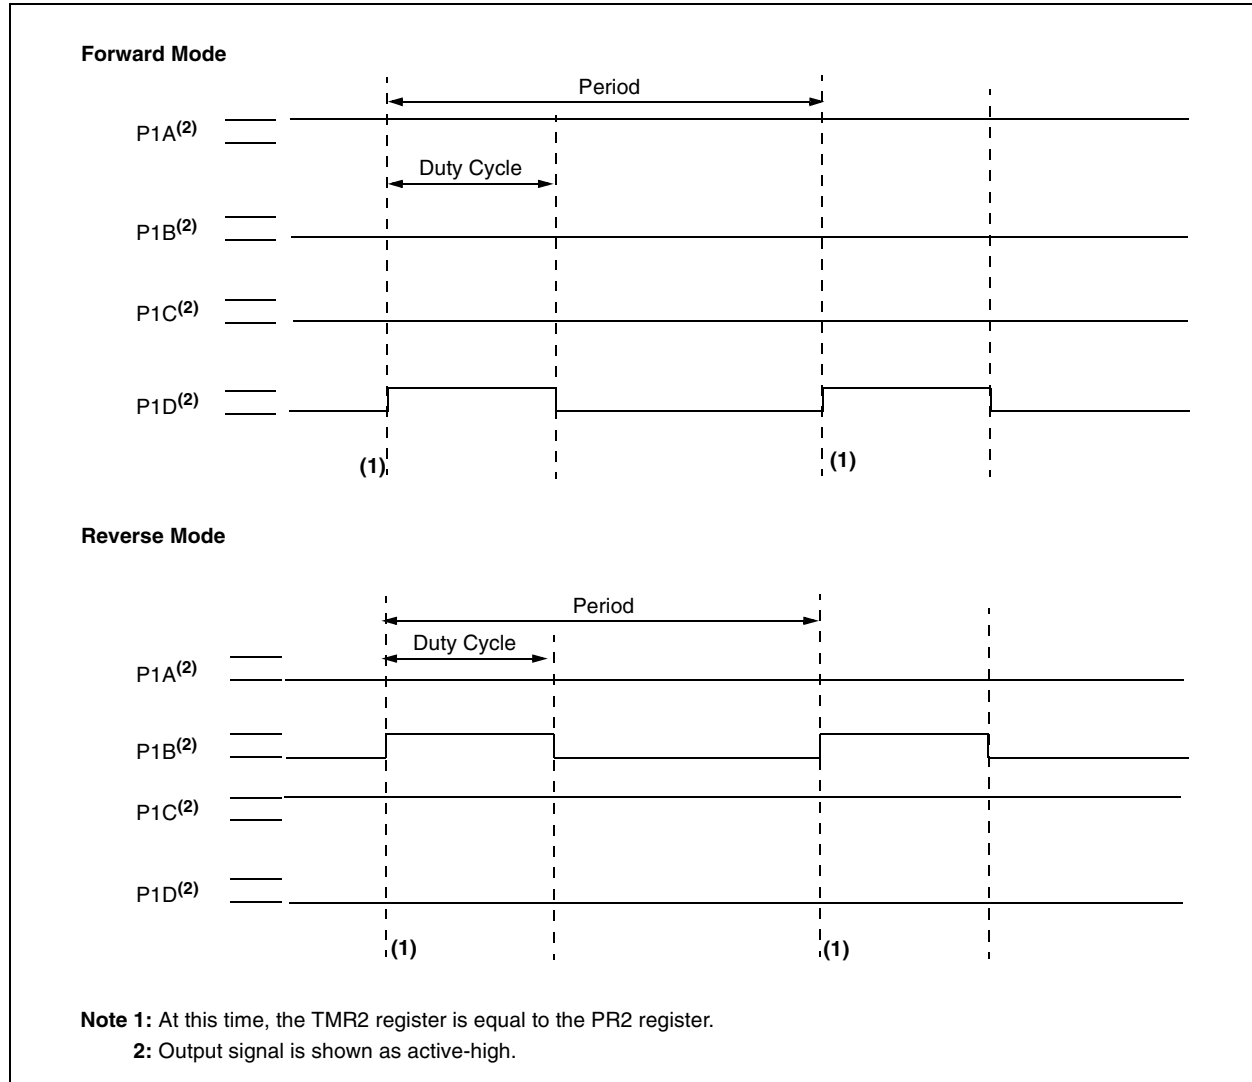 Forward Mode
Period
P1A(2)
Duty Cycle
P1B(2)
P1C(2)
P1D(2)
(1)
(1)
Reverse Mode
Period
Duty Cycle
P1A(2)
P1B(2)
P1C(2)
P1D(2)
(1)
(1)
Note 1: At this time, the TMR2 register is equal to the PR2 register.
2: Output signal is shown as active-high.